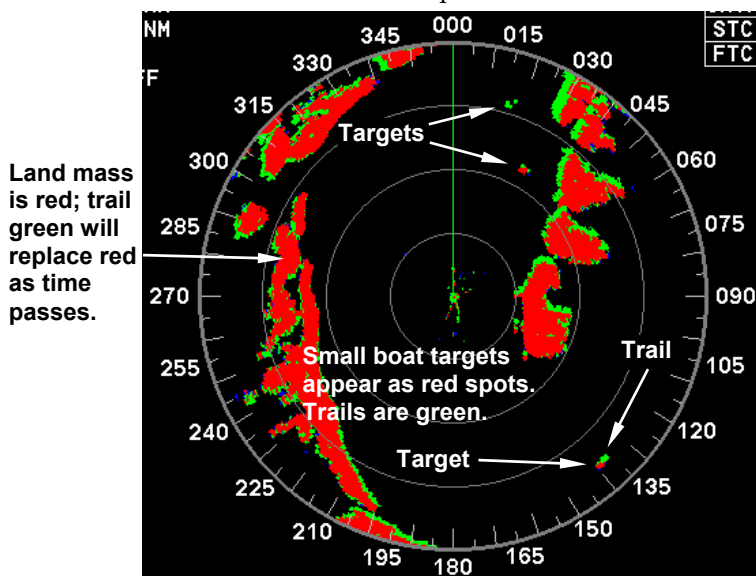 NM
FF
STC
FTC
000
015
030
045
060
075
090
105
120
135
150
165
180
195
210
225
240
255
270
285
300
315
330
345
Targets
Land mass
is red; trail
green will
replace red
as time
passes.
Small boat targets
appear as red spots.
Trails are green.
Trail
Target